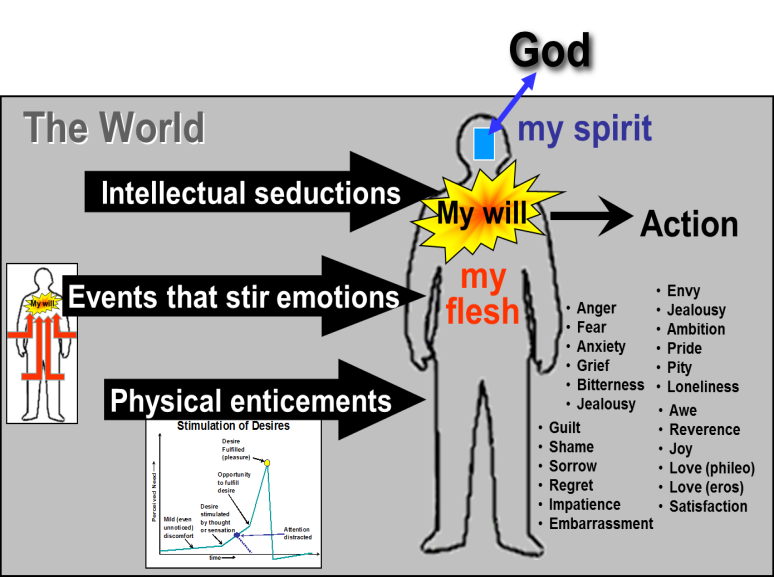 God
The World
my spirit
Intellectual seductions
My will
Action
my
flesh
My will
Events that stir emotions
Physical enticements
• Anger
• Fear
• Anxiety
• Grief
• Bitterness
• Jealousy
• Envy
• Jealousy
• Ambition
• Pride
• Pity
• Loneliness
• Guilt
• Shame
• Sorrow
• Regret
• Impatience
• Embarrassment
• Awe
• Reverence
• Joy
• Love (phileo)
• Love (eros)
• Satisfaction
Stimulation of Desires
Perceived Need
Desire
Fulfilled
(pleasure)
Opportunity
to fulfill
desire
Desire
stimulated
by thought
or sensation
Mild (even
unnoticed)
discomfort
Attention
distracted
time